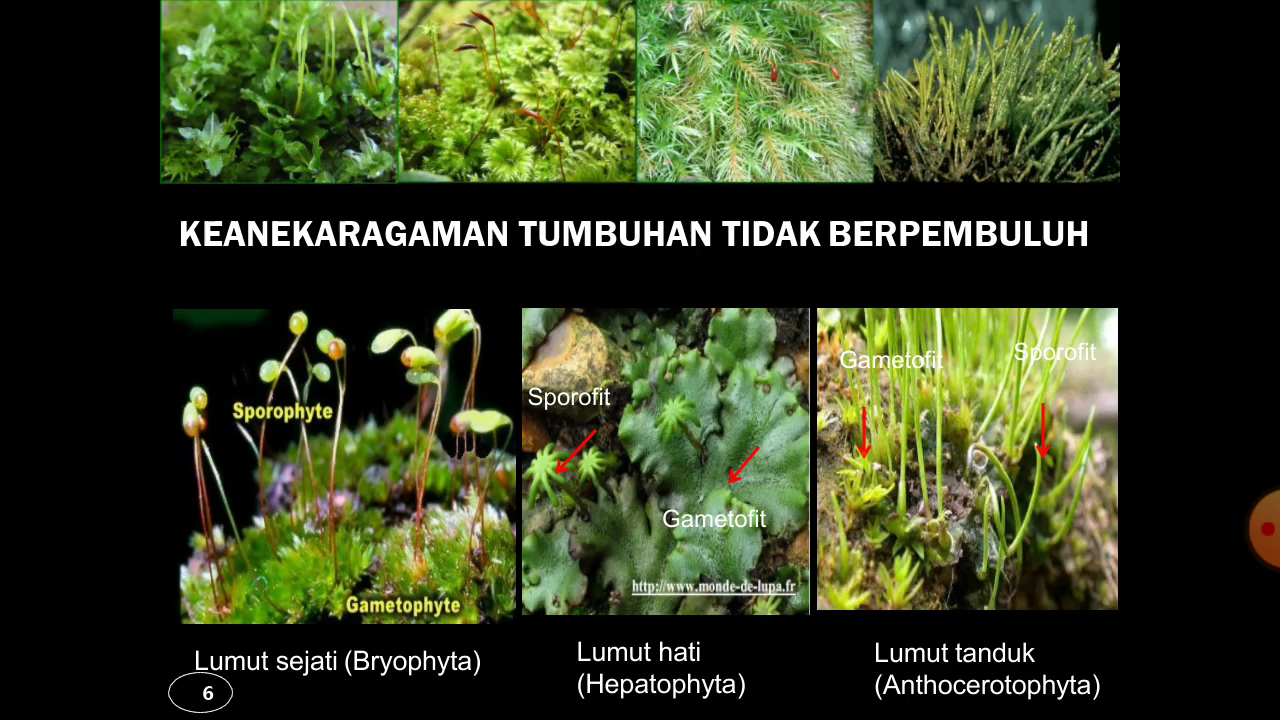 KEANEKARAGAMAN TUMBUHAN TIDAK BERPEMBULUH
Sporophyte
Gametophyte
Sporofit
Gametofit
http://www.monde-de-lupa.fr
Gametofit
Sporofit
Lumut sejati (Bryophyta)
Lumut hati
(Hepatophyta)
Lumut tanduk
(Anthocerotophyta)
6